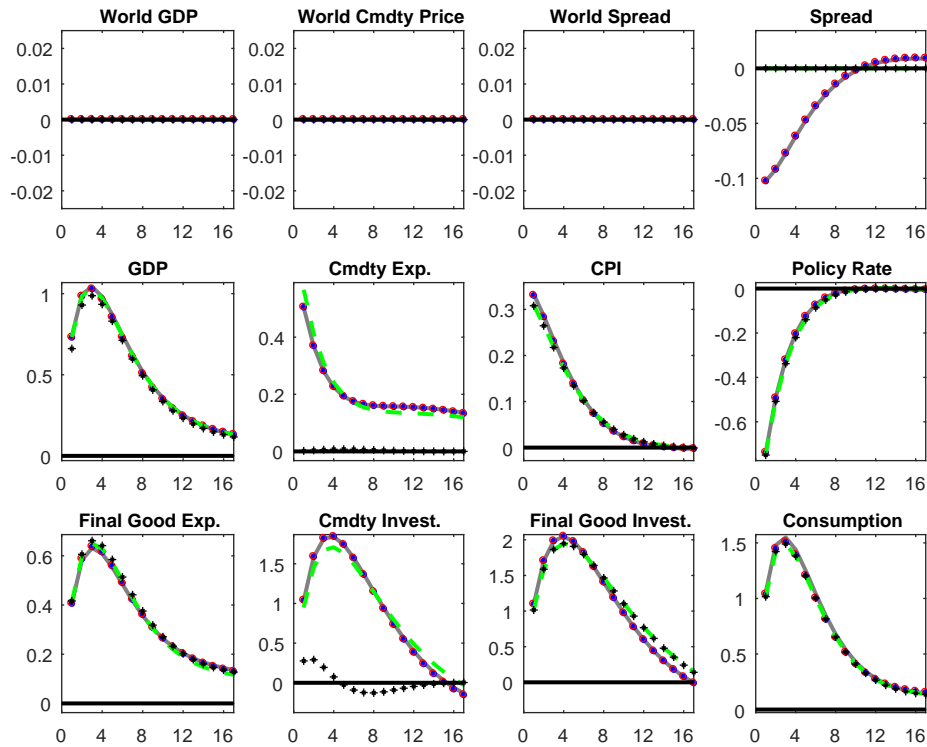 World GDP World Cmdty Price World Spread Spread
0.02 0.02 0.02 0
0.01 0.01 0.01
0 0 0 -0.05
-0.01 -0.01 -0.01
-0.02 -0.02 -0.02 -0.1
0 4 8 12 16 0 4 8 12 16 0 4 8 12 16 0 4 8 12 16
GDP Cmdty Exp. CPI Policy Rate
1 0.4 0.3 0
0.5 0.2 0.2 -0.2
0 0 0.1 -0.4
0 -0.6
0 4 8 12 16 0 4 8 12 16 0 4 8 12 16 0 4 8 12 16
Final Good Exp. Cmdty Invest. Final Good Invest. Consumption
0.6 1.5 2 1.5
0.4 1 1.5 1
0.2 0.5 1 0.5
0 0 0.5 0
0
0 4 8 12 16 0 4 8 12 16 0 4 8 12 16 0 4 8 12 16